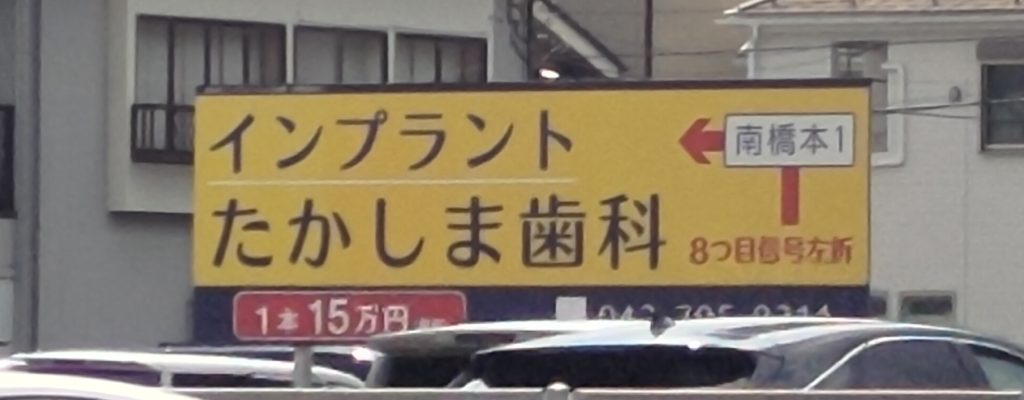 インプラント
たかしま歯科
南橋本1
8つ目信号左折
1本15万円